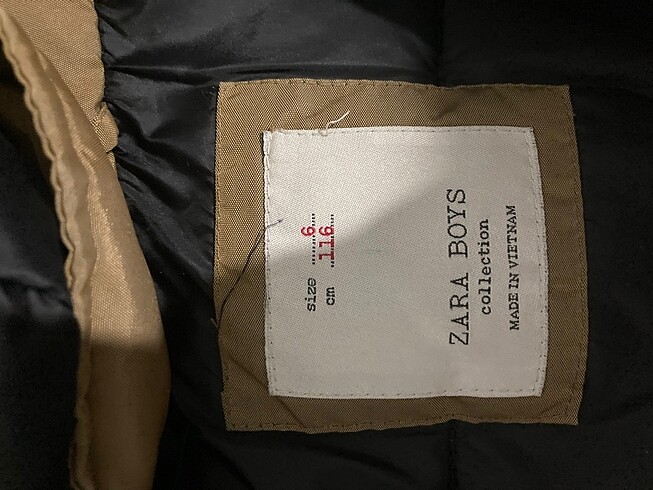 size ..........6
cm ......116
ZARA BOYS
collection
MADE IN VIETNAM